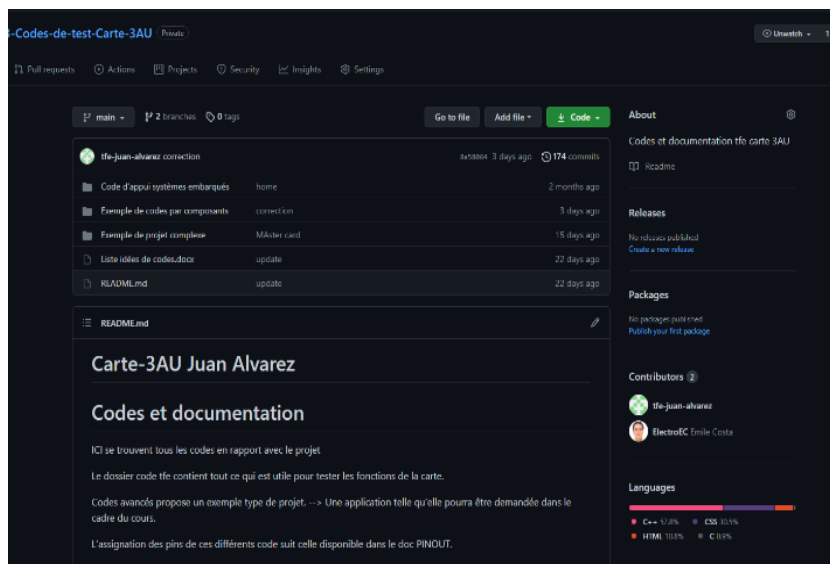 -Codes-de-test-Carte-3AU Private
Unwatch 1
Pull requests Actions Projects Security Insights Settings
main 2 branches 0 tags Go to file Add file Code
tfe-juan-alvarez correction 3 days ago 174 commits
Code d'appui systèmes embarqués home 2 months ago
Exemple de codes par composants correction 3 days ago
Exemple de projet complexe MAster card 15 days ago
Liste idées de codes.docx update 22 days ago
README.md update 22 days ago
README.md
Carte-3AU Juan Alvarez
Codes et documentation
ICI se trouvent tous les codes en rapport avec le projet
Le dossier code tfe contient tout ce qui est utile pour tester les fonctions de la carte.
Codes avancés propose un exemple type de projet. --> Une application telle qu'elle pourra être demandée dans le
cadre du cours.
L'assignation des pins de ces différents code suit celle disponible dans le doc PINOUT.
About
Codes et documentation tfe carte 3AU
Readme
Releases
No releases published
Create a new release
Packages
No packages published
Publish your first package
Contributors 2
tfe-juan-alvarez
ElectroEC Emile Costa
Languages
C++ 57.8% CSS 30.5%
HTML 10.8% C 0.9%